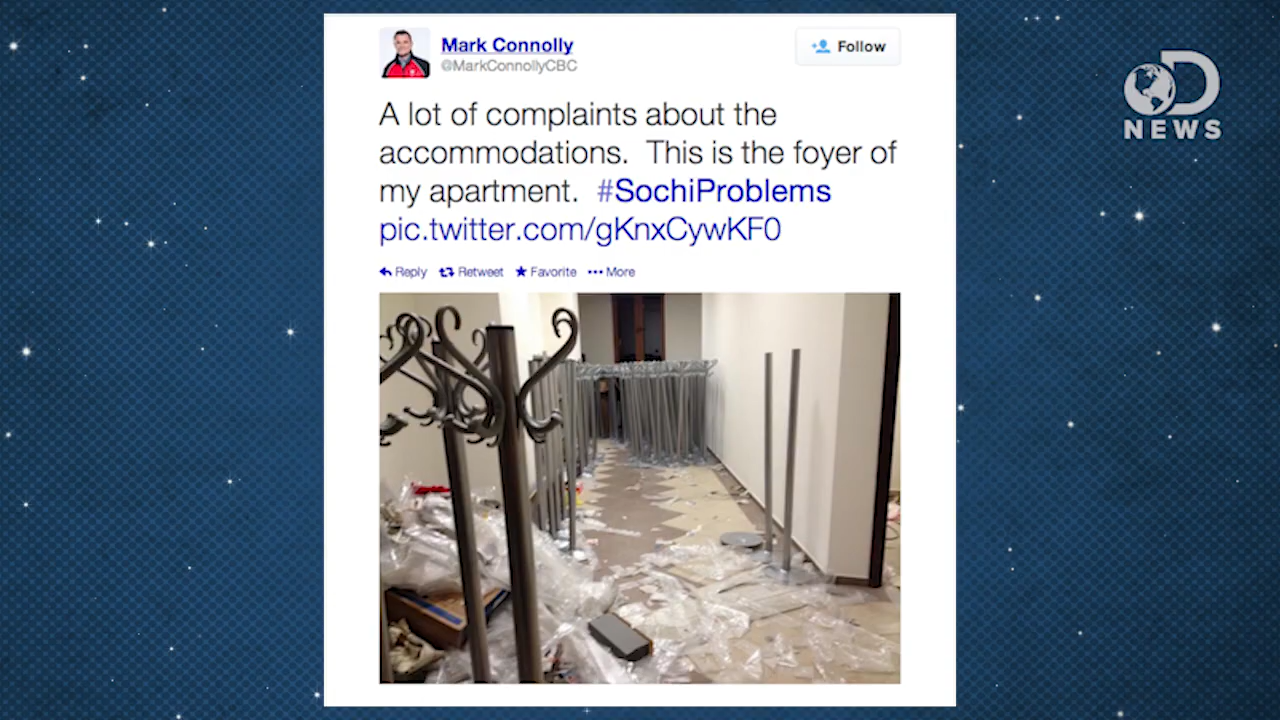 Mark Connolly
@MarkConnollyCBC
Follow
D
NEWS
A lot of complaints about the
accommodations. This is the foyer of
my apartment. #SochiProblems
pic.twitter.com/gKnxCywKF0
Reply Retweet Favorite More